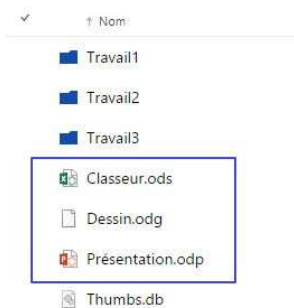 ↑ Nom
Travail1
Travail2
Travail3
Classeur.ods
Dessin.odg
Présentation.odp
Thumbs.db